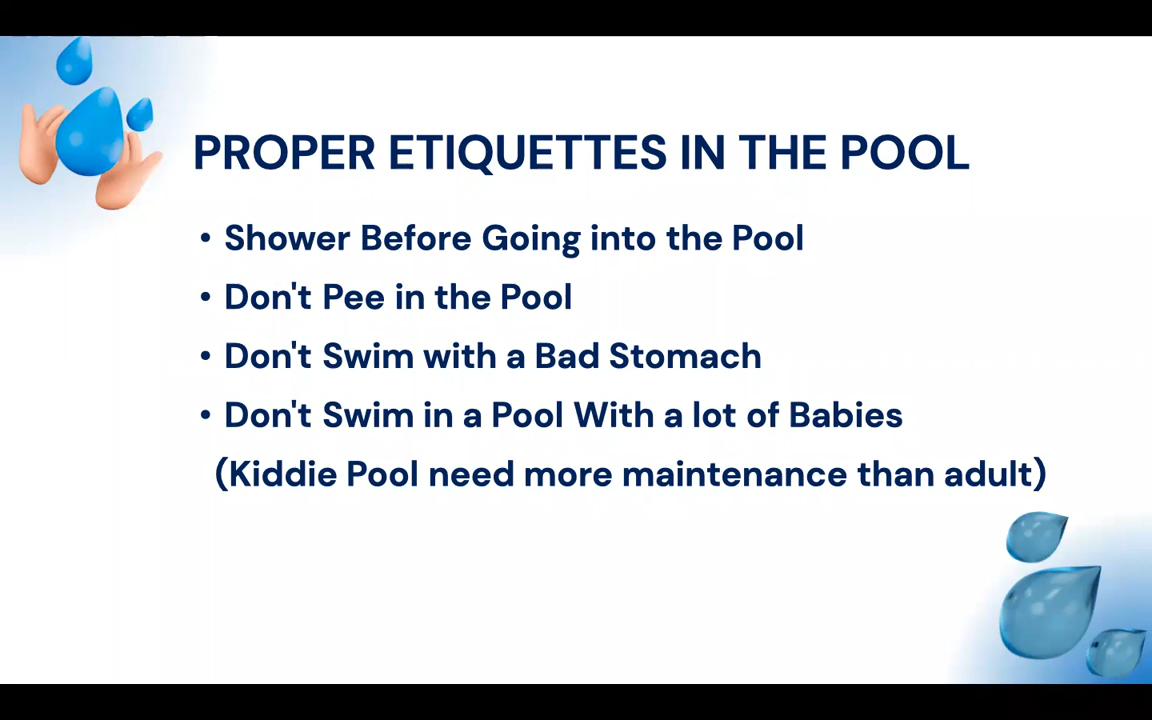 PROPER ETIQUETTES IN THE POOL
• Shower Before Going into the Pool
• Don't Pee in the Pool
• Don't Swim with a Bad Stomach
• Don't Swim in a Pool With a lot of Babies
(Kiddie Pool need more maintenance than adult)